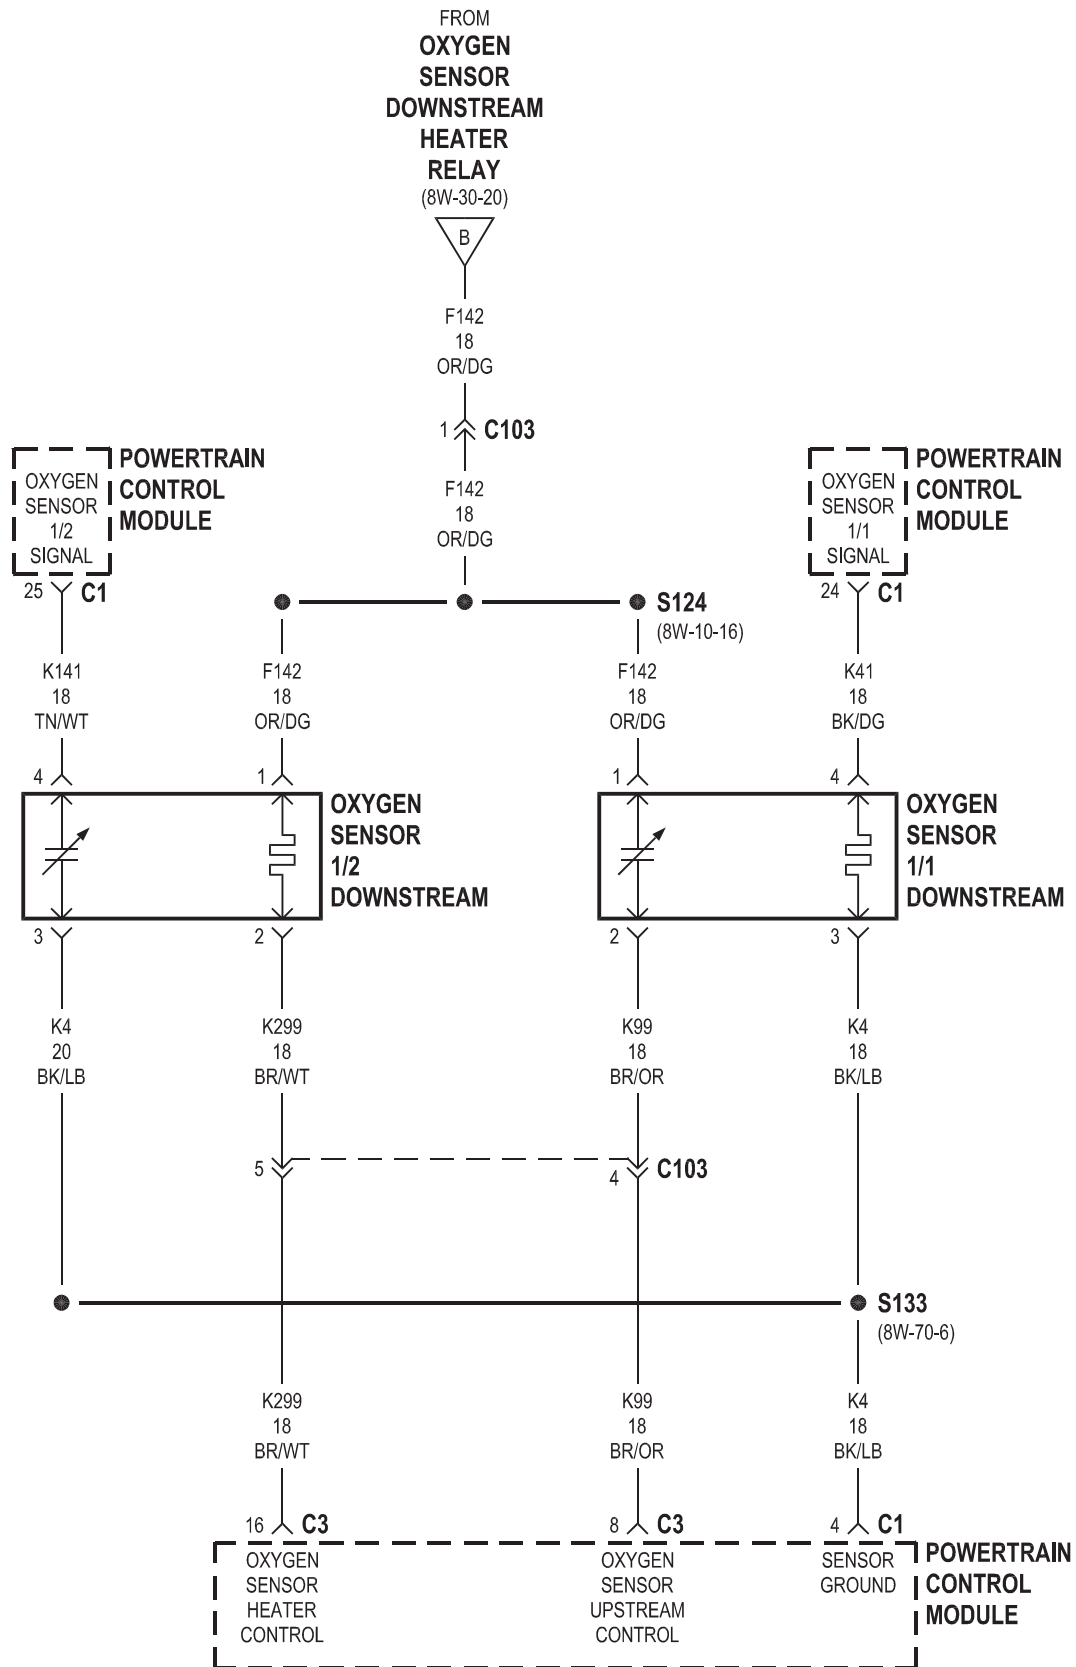 FROM
OXYGEN
SENSOR
DOWNSTREAM
HEATER
RELAY
(8W-30-20)
B
F142
18
OR/DG
1
C103
POWERTRAIN
CONTROL
MODULE
OXYGEN
SENSOR
1/2
SIGNAL
25
C1
F142
18
OR/DG
POWERTRAIN
CONTROL
MODULE
OXYGEN
SENSOR
1/1
SIGNAL
24
C1
S124
(8W-10-16)
K141
18
TN/WT
F142
18
OR/DG
F142
18
OR/DG
K41
18
BK/DG
4
1
1
4
OXYGEN
SENSOR
1/2
DOWNSTREAM
OXYGEN
SENSOR
1/1
DOWNSTREAM
3
2
2
3
K4
20
BK/LB
K299
18
BR/WT
K99
18
BR/OR
K4
18
BK/LB
5
4
C103
S133
(8W-70-6)
K299
18
BR/WT
K99
18
BR/OR
K4
18
BK/LB
16
C3
8
C3
4
C1
OXYGEN
SENSOR
HEATER
CONTROL
OXYGEN
SENSOR
UPSTREAM
CONTROL
SENSOR
GROUND
POWERTRAIN
CONTROL
MODULE